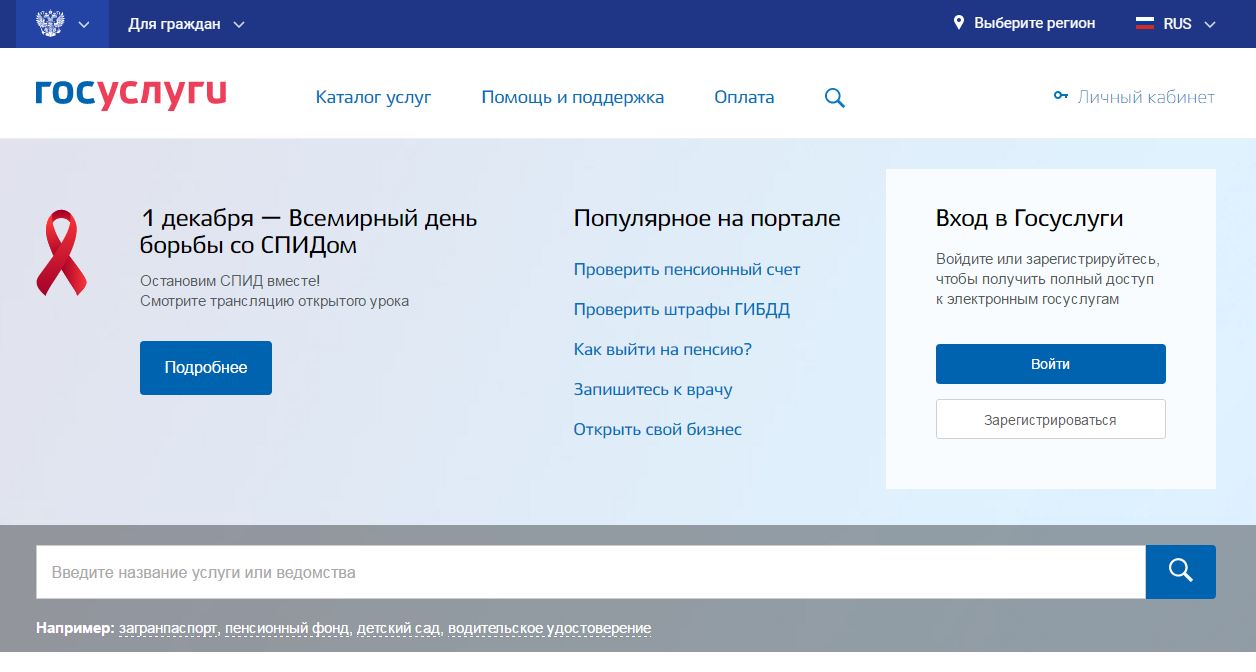 Для граждан
Выберите регион
RUS
госуслуги
Каталог услуг
Помощь и поддержка
Оплата
Личный кабинет
1 декабря — Всемирный день
борьбы со СПИДом
Остановим СПИД вместе!
Смотрите трансляцию открытого урока
Подробнее
Популярное на портале
Проверить пенсионный счет
Проверить штрафы ГИБДД
Как выйти на пенсию?
Запишитесь к врачу
Открыть свой бизнес
Вход в Госуслуги
Войдите или зарегистрируйтесь,
чтобы получить полный доступ
к электронным госуслугам
Войти
Зарегистрироваться
Введите название услуги или ведомства
Например: загранпаспорт, пенсионный фонд, детский сад, водительское удостоверение